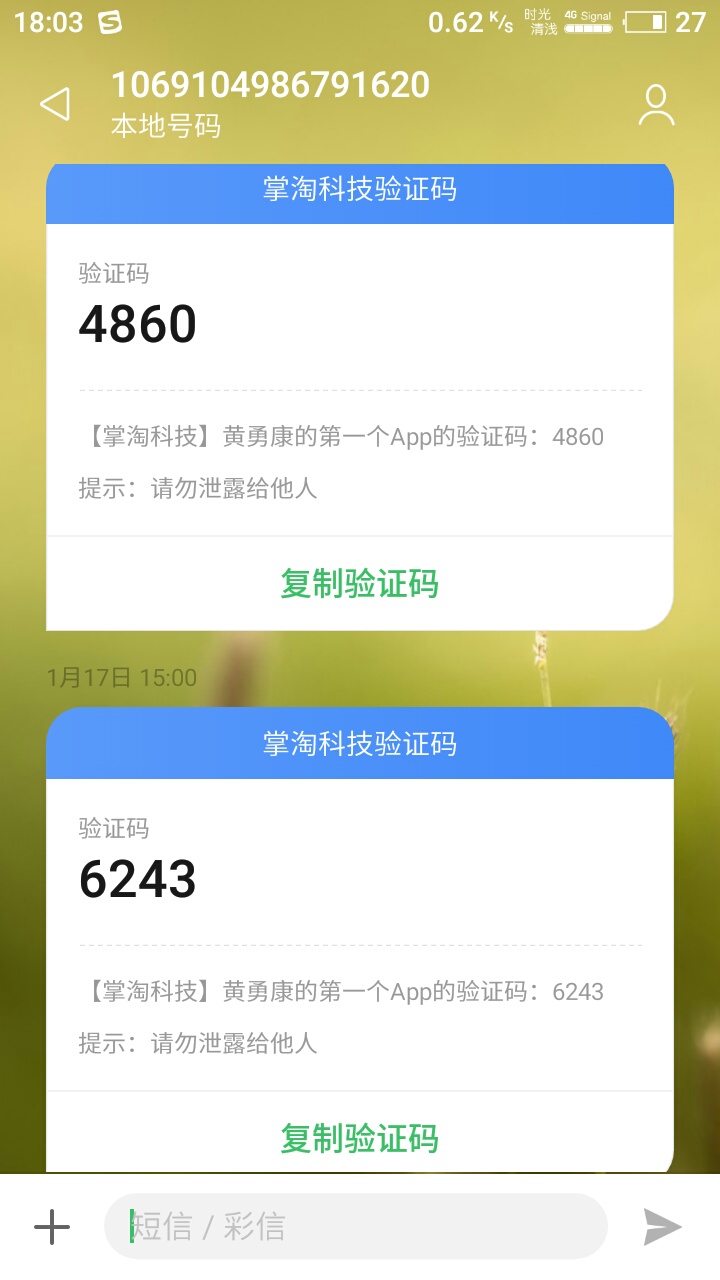 18:03 S 0.62 K/s 时光清浅 4G Signal 27
1069104986791620
本地号码
掌淘科技验证码
验证码
4860
【掌淘科技】黄勇康的第一个App的验证码：4860
提示：请勿泄露给他人
复制验证码
1月17日 15:00
掌淘科技验证码
验证码
6243
【掌淘科技】黄勇康的第一个App的验证码：6243
提示：请勿泄露给他人
复制验证码
短信 / 彩信